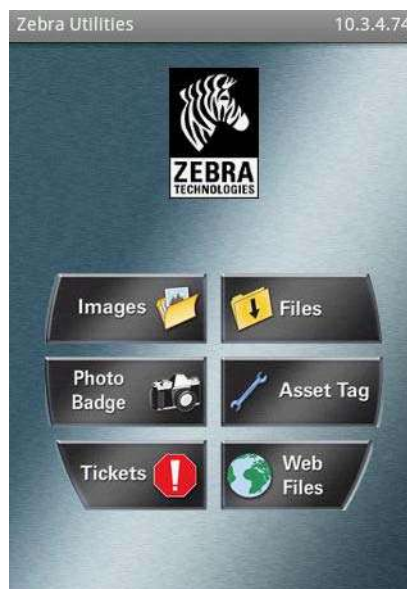 Zebra Utilities 10.3.4.74
ZEBRA
TECHNOLOGIES
Images Files
Photo
Badge
Asset Tag
Tickets !
Web
Files